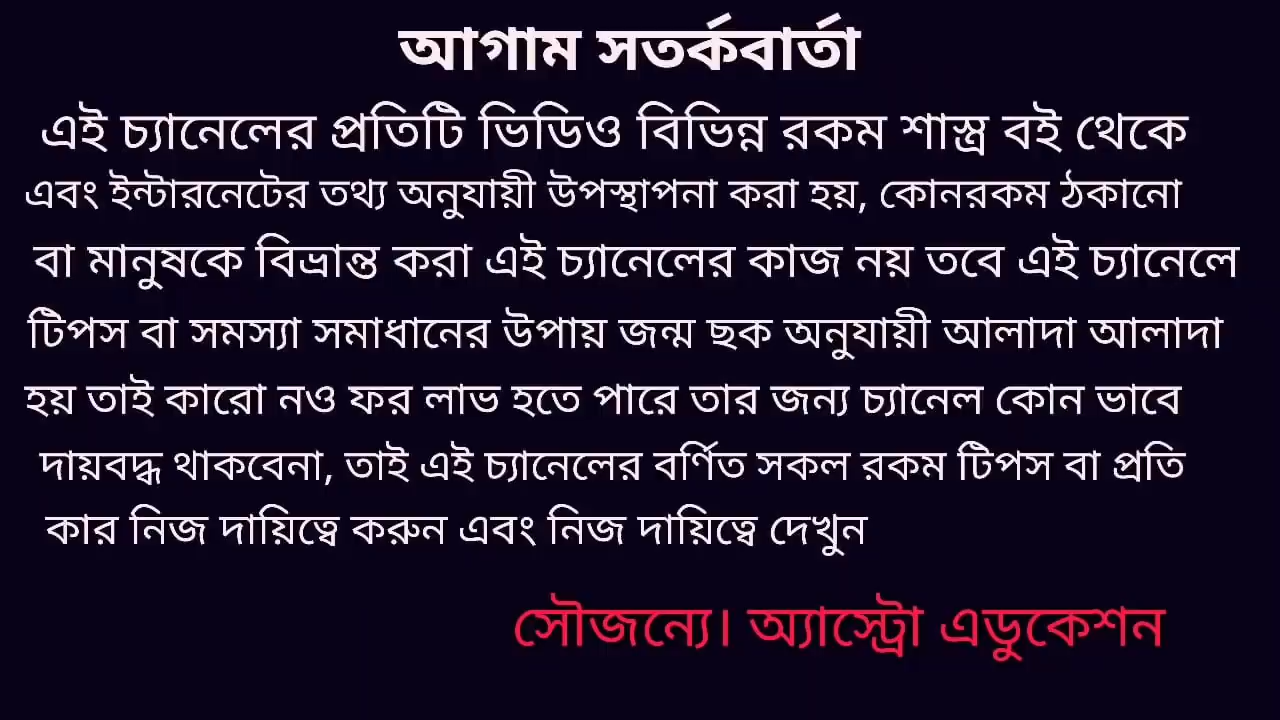 আগাম সতর্কবার্তা
এই চ্যানেলের প্রতিটি ভিডিও বিভিন্ন রকম শাস্ত্র বই থেকে
এবং ইন্টারনেটের তথ্য অনুযায়ী উপস্থাপনা করা হয়, কোনরকম ঠকানো
বা মানুষকে বিভ্রান্ত করা এই চ্যানেলের কাজ নয় তবে এই চ্যানেলে
টিপস বা সমস্যা সমাধানের উপায় জন্ম ছক অনুযায়ী আলাদা আলাদা
হয় তাই কারো নও ফর লাভ হতে পারে তার জন্য চ্যানেল কোন ভাবে
দায়বদ্ধ থাকবেনা, তাই এই চ্যানেলের বর্ণিত সকল রকম টিপস বা প্রতি
কার নিজ দায়িত্বে করুন এবং নিজ দায়িত্বে দেখুন
সৌজন্যে। অ্যাস্ট্রো এডুকেশন